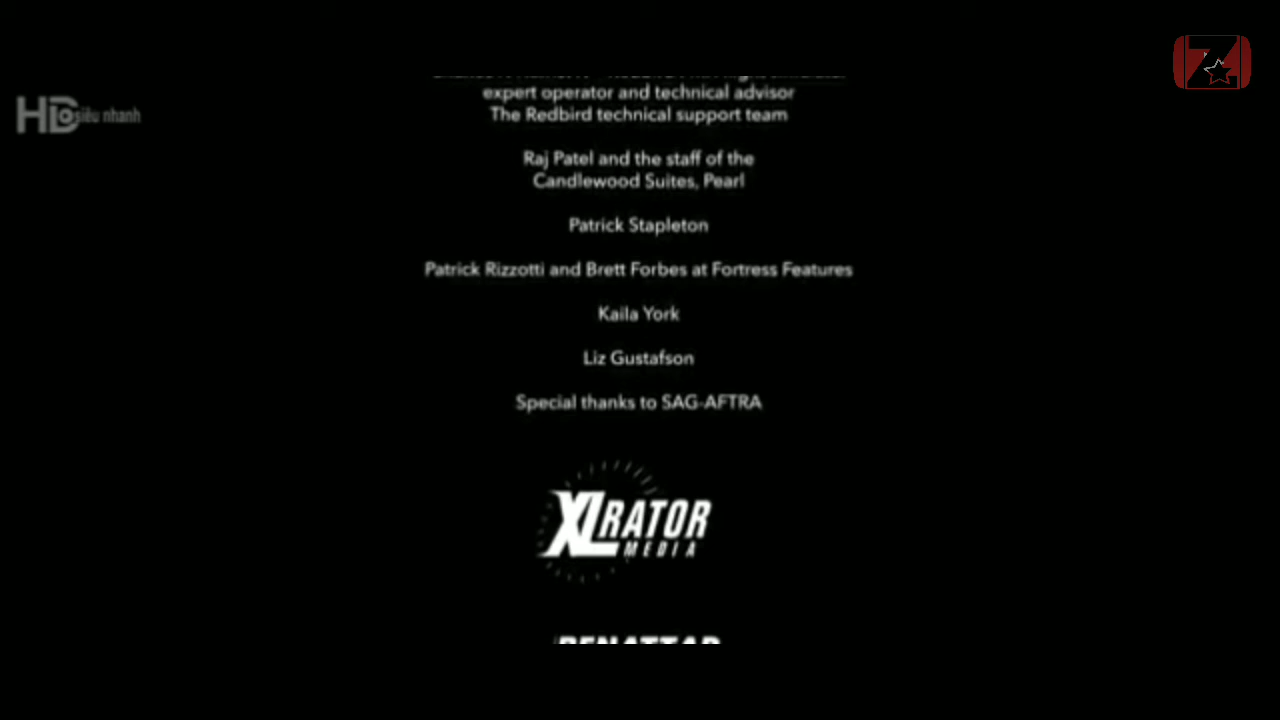 HD siêu nhanh
expert operator and technical advisor
The Redbird technical support team
Raj Patel and the staff of the
Candlewood Suites, Pearl
Patrick Stapleton
Patrick Rizzotti and Brett Forbes at Fortress Features
Kaila York
Liz Gustafson
Special thanks to SAG-AFTRA
XLRATOR
MEDIA